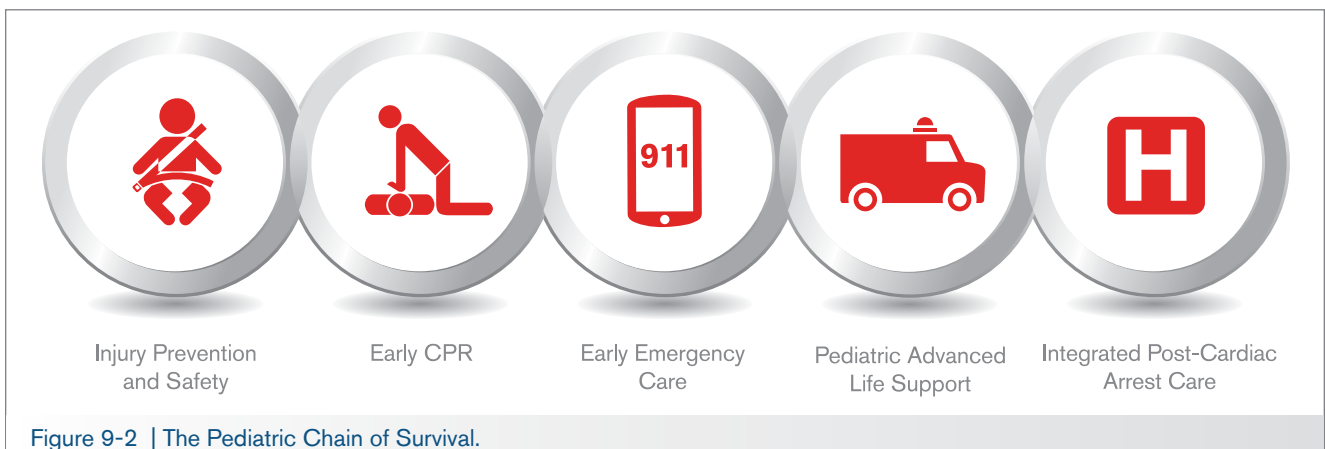 911
H
Injury Prevention
and Safety
Early CPR
Early Emergency
Care
Pediatric Advanced
Life Support
Integrated Post-Cardiac
Arrest Care
Figure 9-2 | The Pediatric Chain of Survival.